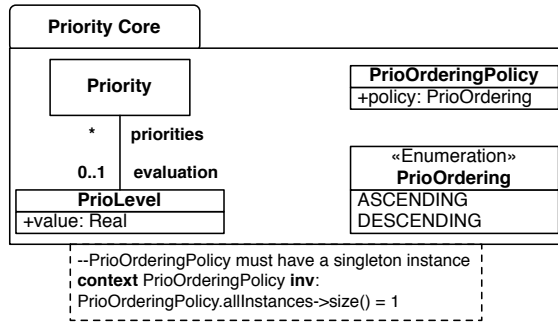 Priority Core
Priority
* priorities
0..1 evaluation
PrioLevel
+value: Real
PrioOrderingPolicy
+policy: PrioOrdering
«Enumeration»
PrioOrdering
ASCENDING
DESCENDING
--PrioOrderingPolicy must have a singleton instance
context PrioOrderingPolicy inv:
PrioOrderingPolicy.allInstances->size() = 1